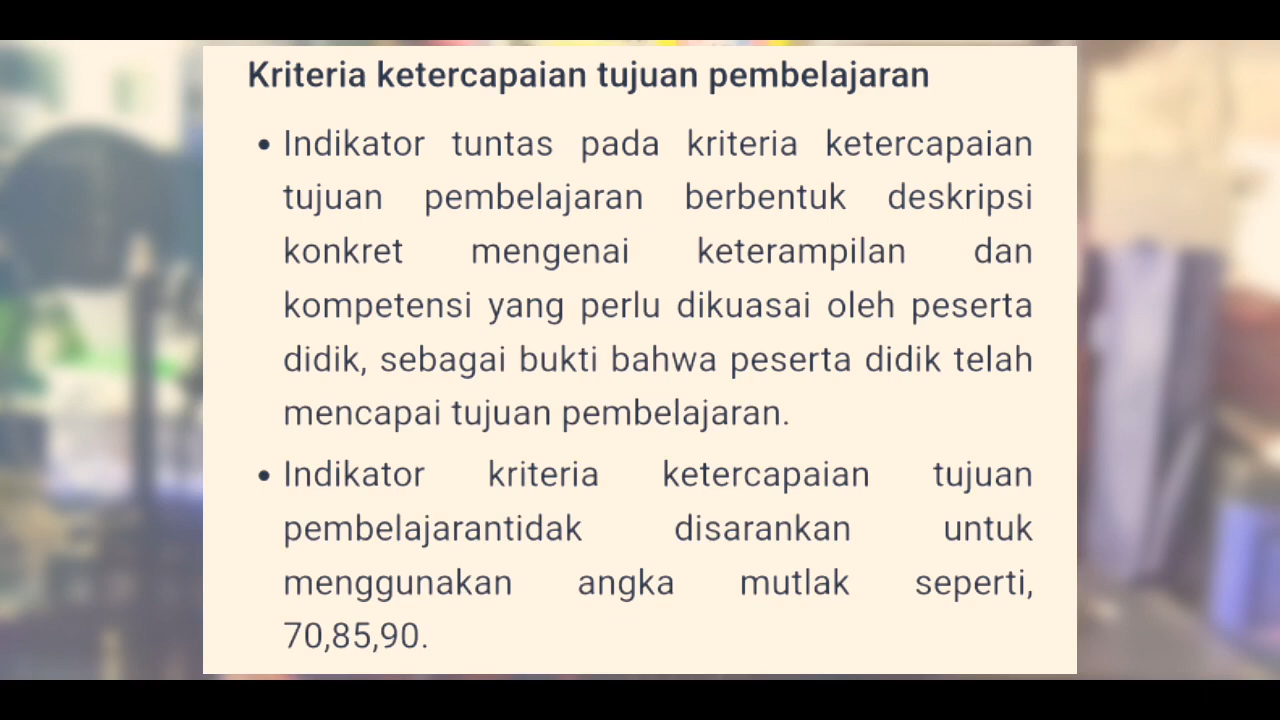 Kriteria ketercapaian tujuan pembelajaran
• Indikator tuntas pada kriteria ketercapaian
tujuan pembelajaran berbentuk deskripsi
konkret mengenai keterampilan dan
kompetensi yang perlu dikuasai oleh peserta
didik, sebagai bukti bahwa peserta didik telah
mencapai tujuan pembelajaran.
• Indikator kriteria ketercapaian tujuan
pembelajarantidak disarankan untuk
menggunakan angka mutlak seperti,
70,85,90.